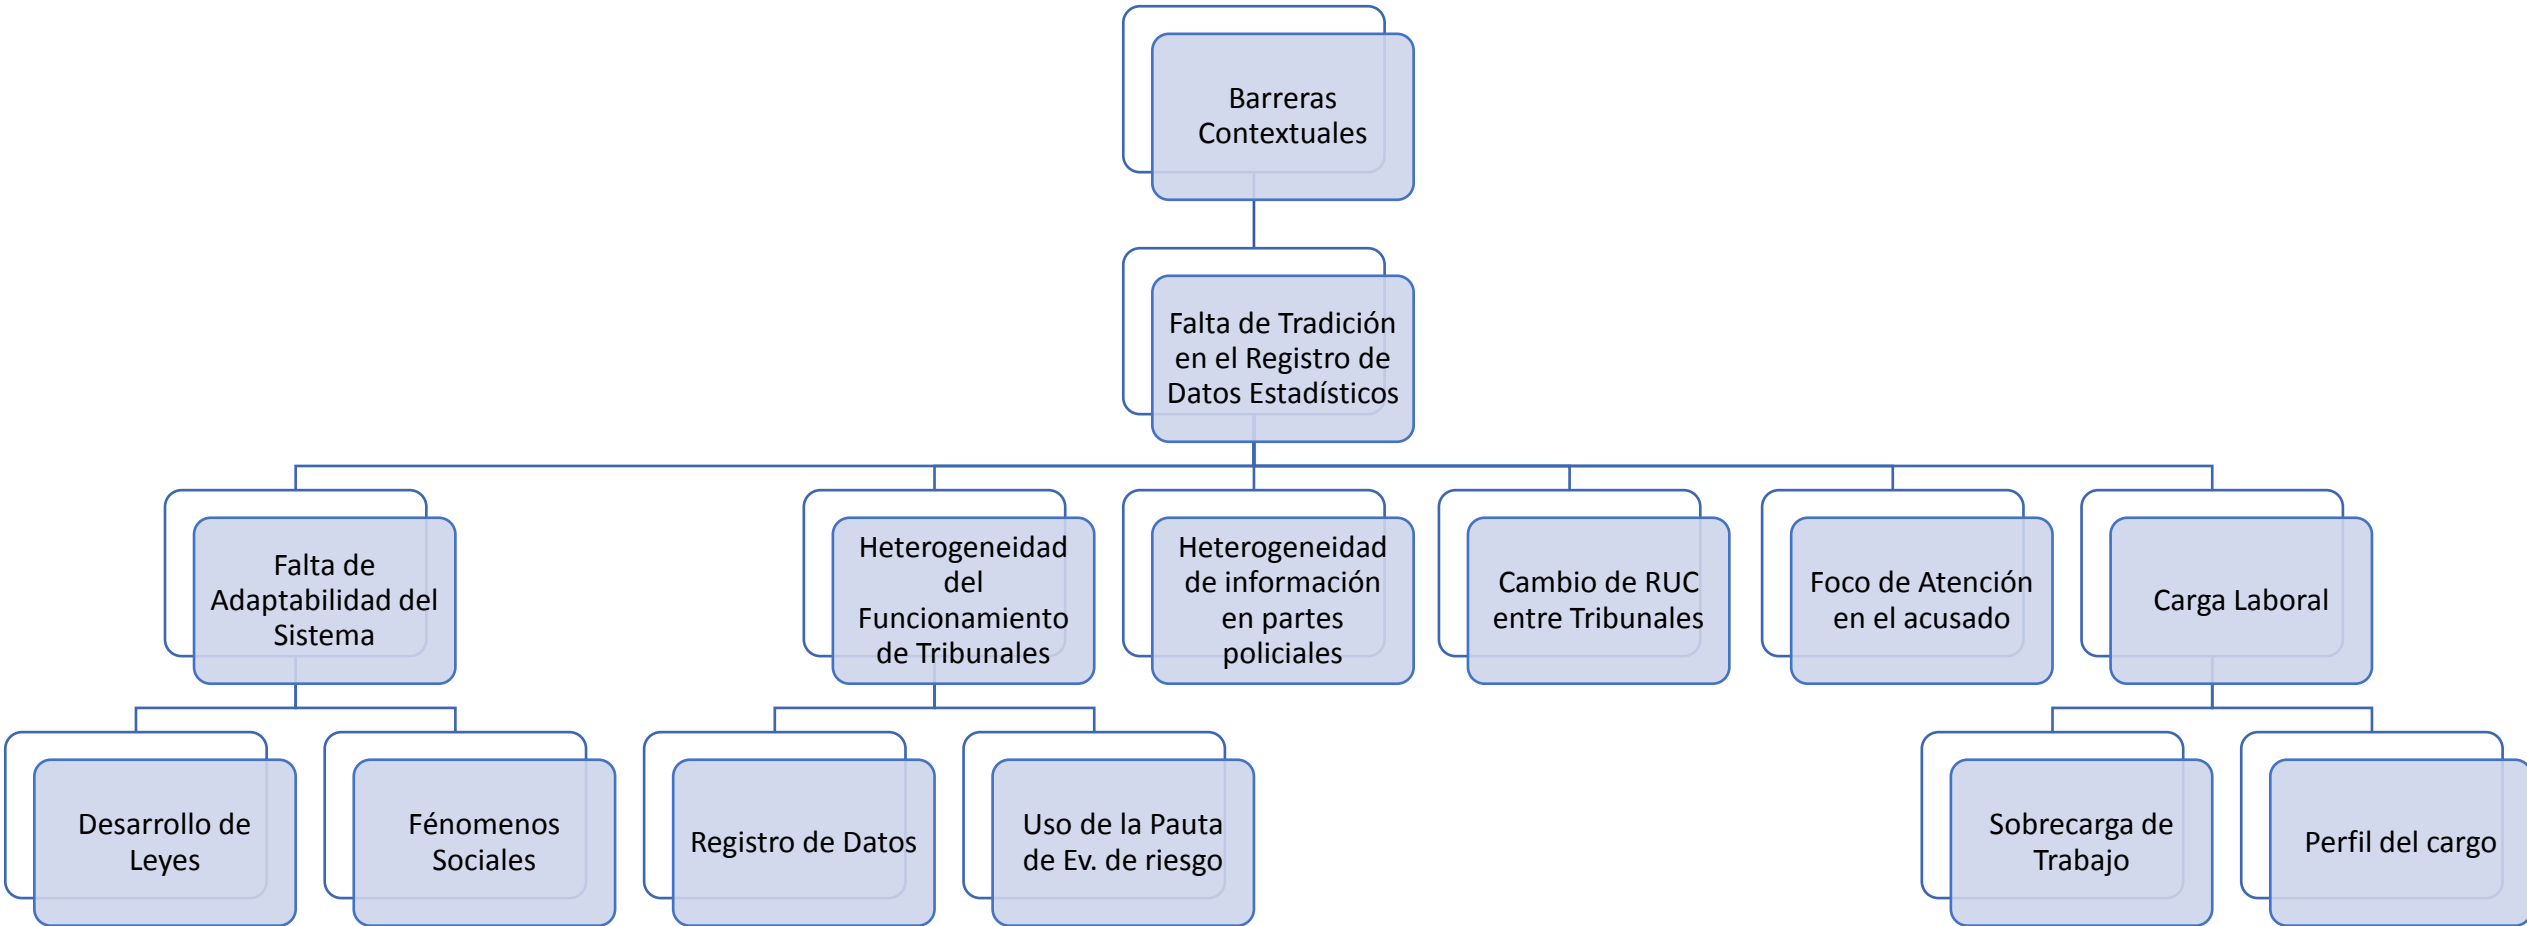 Barreras
Contextuales
Falta de Tradición
en el Registro de
Datos Estadísticos
Falta de
Adaptabilidad del
Sistema
Heterogeneidad
del
Funcionamiento
de Tribunales
Heterogeneidad
de información
en partes
policiales
Cambio de RUC
entre Tribunales
Foco de Atención
en el acusado
Carga Laboral
Desarrollo de
Leyes
Fénomenos
Sociales
Registro de Datos
Uso de la Pauta
de Ev. de riesgo
Sobrecarga de
Trabajo
Perfil del cargo